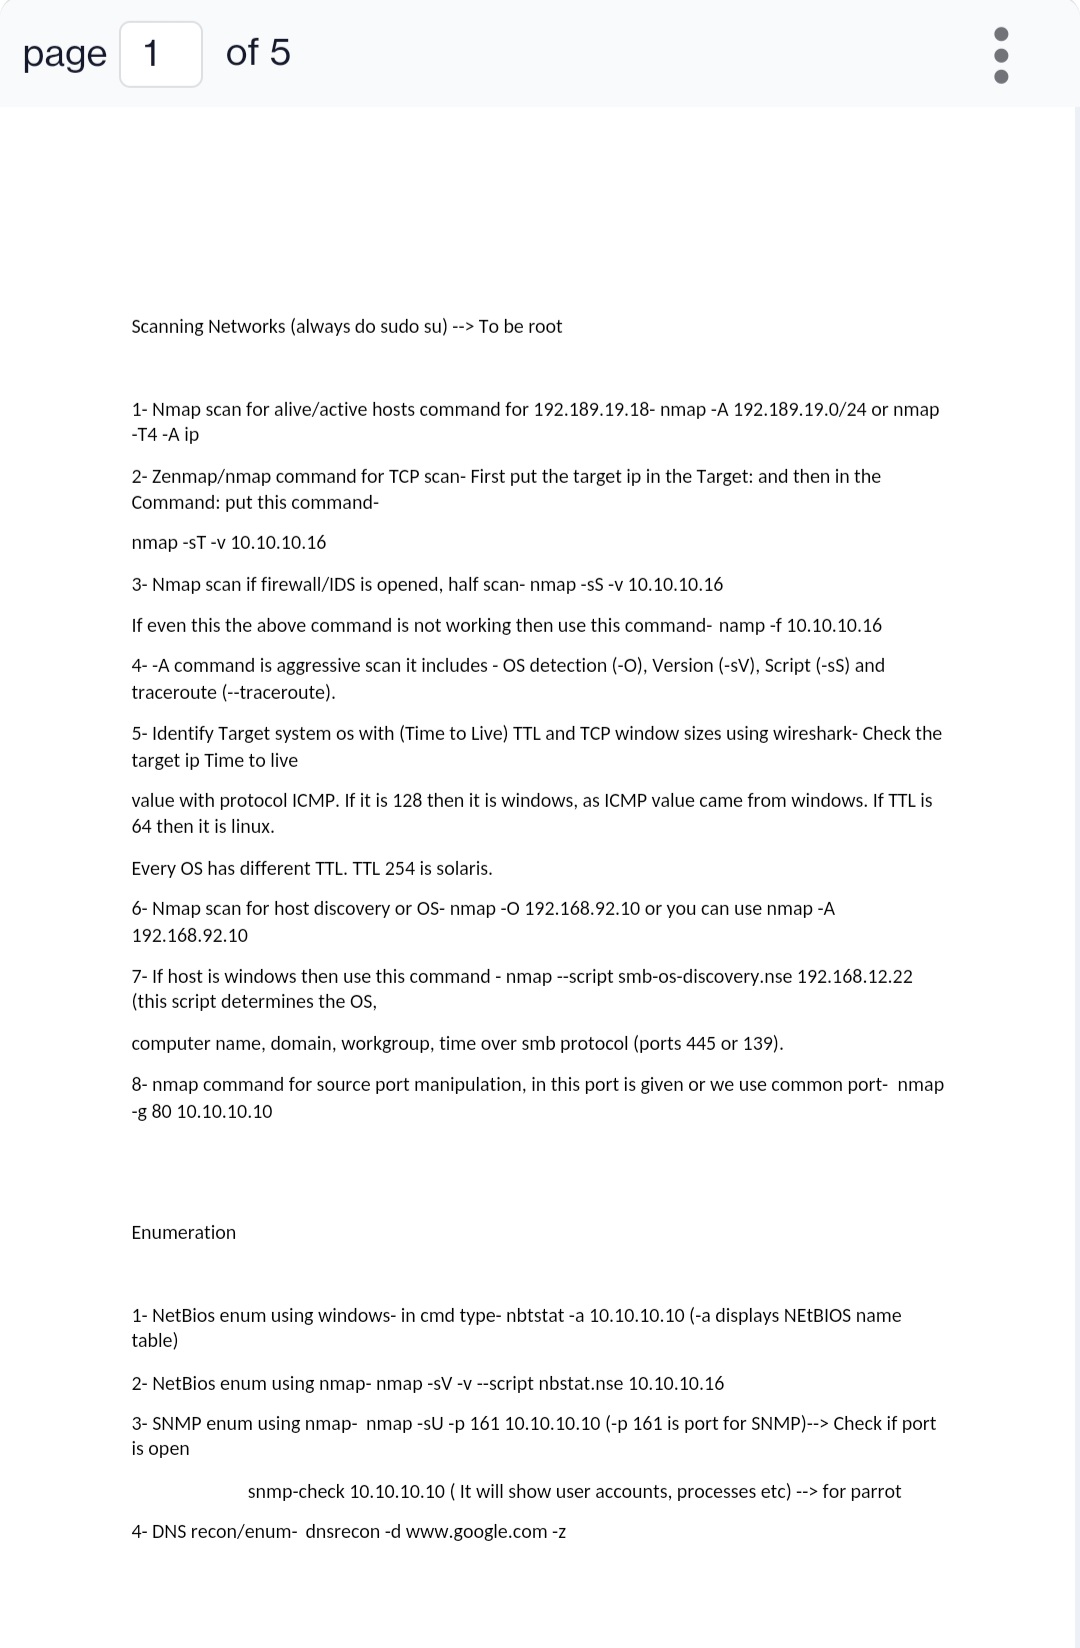 page 1 of 5
Scanning Networks (always do sudo su) --> To be root
1- Nmap scan for alive/active hosts command for 192.189.19.18- nmap -A 192.189.19.0/24 or nmap
-T4 -A ip
2- Zenmap/nmap command for TCP scan- First put the target ip in the Target: and then in the
Command: put this command-
nmap -sT -v 10.10.10.16
3- Nmap scan if firewall/IDS is opened, half scan- nmap -sS -v 10.10.10.16
If even this the above command is not working then use this command- namp -f 10.10.10.16
4- -A command is aggressive scan it includes - OS detection (-O), Version (-sV), Script (-sS) and
traceroute (--traceroute).
5- Identify Target system os with (Time to Live) TTL and TCP window sizes using wireshark- Check the
target ip Time to live
value with protocol ICMP. If it is 128 then it is windows, as ICMP value came from windows. If TTL is
64 then it is linux.
Every OS has different TTL. TTL 254 is solaris.
6- Nmap scan for host discovery or OS- nmap -O 192.168.92.10 or you can use nmap -A
192.168.92.10
7- If host is windows then use this command - nmap --script smb-os-discovery.nse 192.168.12.22
(this script determines the OS,
computer name, domain, workgroup, time over smb protocol (ports 445 or 139).
8- nmap command for source port manipulation, in this port is given or we use common port-  nmap
-g 80 10.10.10.10
Enumeration
1- NetBios enum using windows- in cmd type- nbtstat -a 10.10.10.10 (-a displays NEtBIOS name
table)
2- NetBios enum using nmap- nmap -sV -v --script nbstat.nse 10.10.10.16
3- SNMP enum using nmap-  nmap -sU -p 161 10.10.10.10 (-p 161 is port for SNMP)--> Check if port
is open
snmp-check 10.10.10.10 ( It will show user accounts, processes etc) --> for parrot
4- DNS recon/enum-  dnsrecon -d www.google.com -z